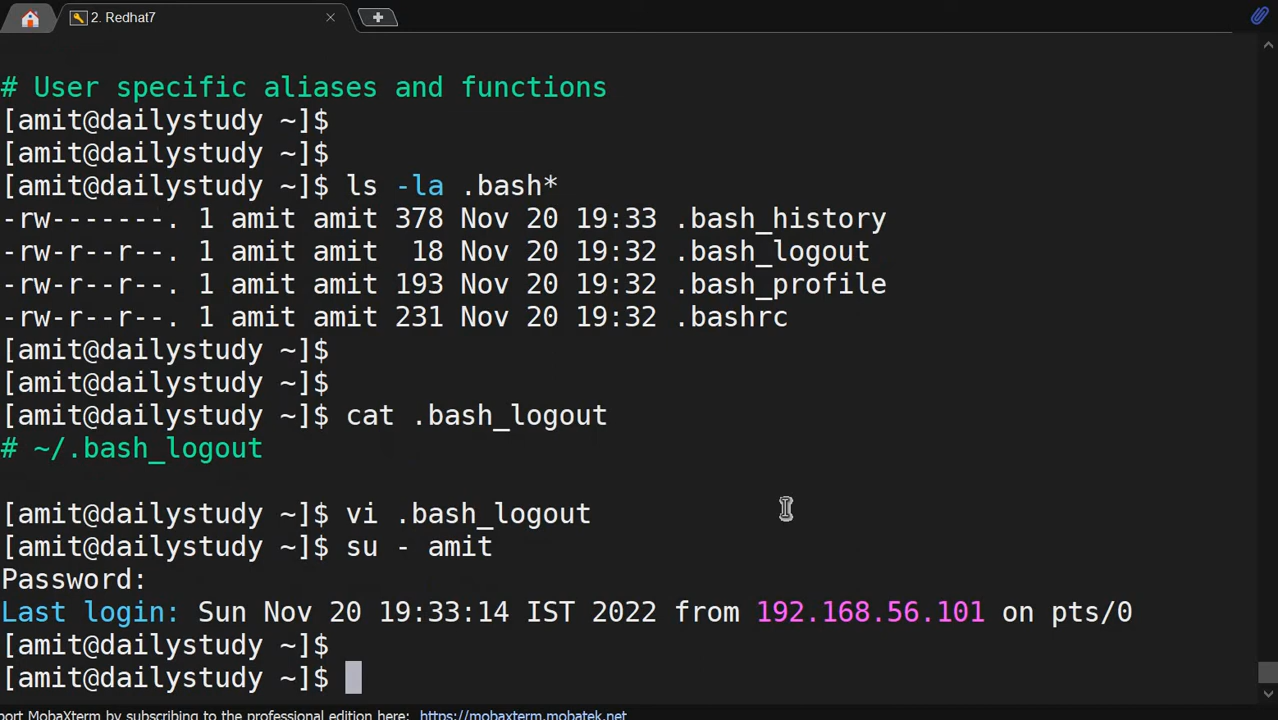 2. Redhat7
# User specific aliases and functions
[amit@dailystudy ~]$
[amit@dailystudy ~]$
[amit@dailystudy ~]$ ls -la .bash*
-rw-------. 1 amit amit 378 Nov 20 19:33 .bash_history
-rw-r--r--. 1 amit amit  18 Nov 20 19:32 .bash_logout
-rw-r--r--. 1 amit amit 193 Nov 20 19:32 .bash_profile
-rw-r--r--. 1 amit amit 231 Nov 20 19:32 .bashrc
[amit@dailystudy ~]$
[amit@dailystudy ~]$
[amit@dailystudy ~]$ cat .bash_logout
# ~/.bash_logout
[amit@dailystudy ~]$ vi .bash_logout
[amit@dailystudy ~]$ su - amit
Password:
Last login: Sun Nov 20 19:33:14 IST 2022 from 192.168.56.101 on pts/0
[amit@dailystudy ~]$
[amit@dailystudy ~]$
port MobaXterm by subscribing to the professional edition here: https://mobaxterm.mobatek.net